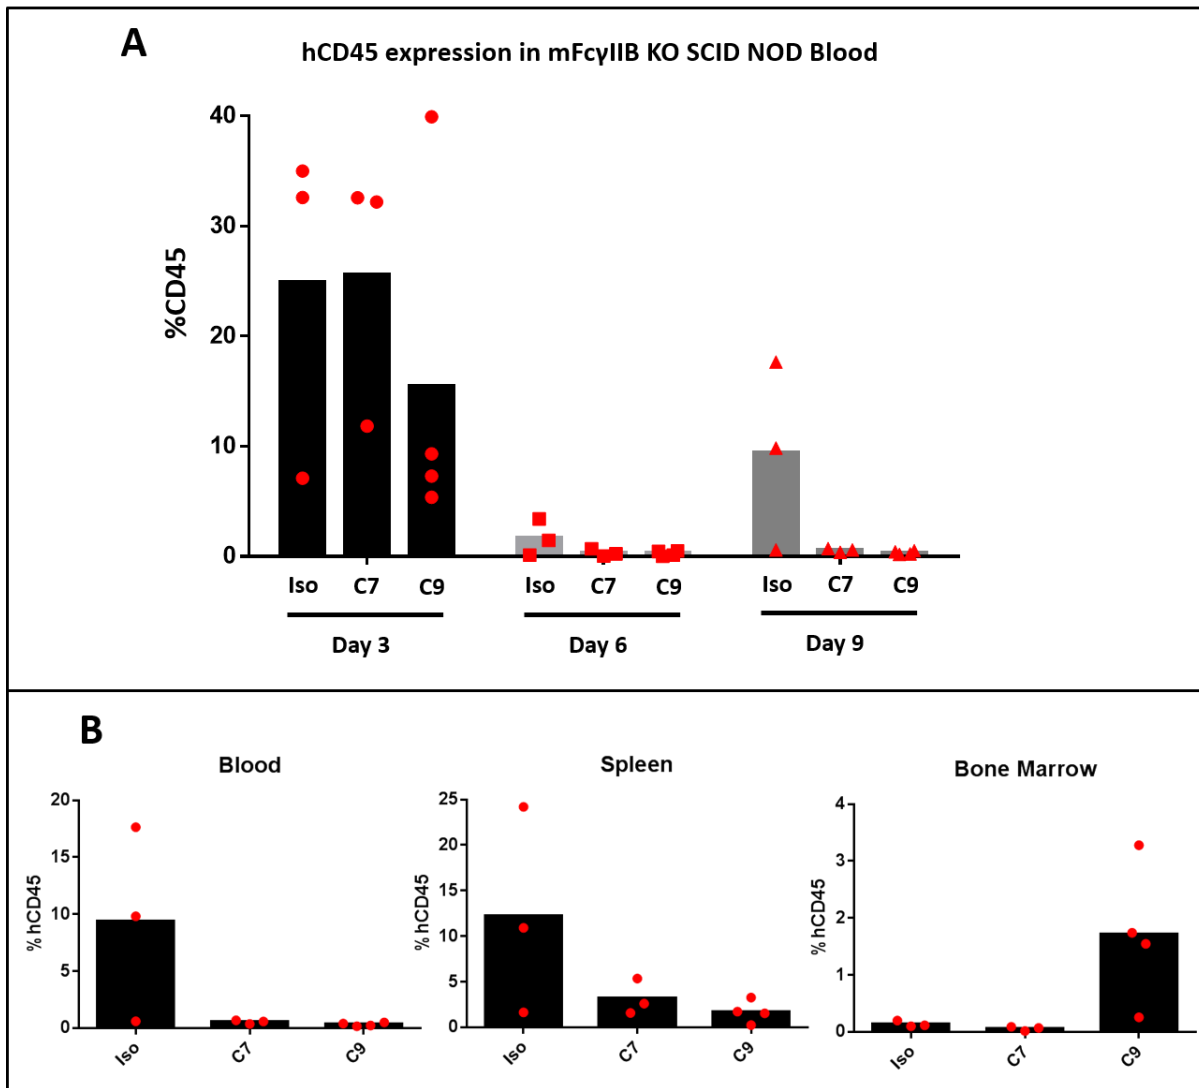 A
hCD45 expression in mFcγIIB KO SCID NOD Blood
%CD45
40
30
20
10
0
Iso C7 C9 Iso C7 C9 Iso C7 C9
Day 3 Day 6 Day 9
B
Blood
% hCD45
20
15
10
5
0
Iso C7 C9
Spleen
% hCD45
25
20
15
10
5
0
Iso C7 C9
Bone Marrow
% hCD45
4
3
2
1
0
Iso C7 C9